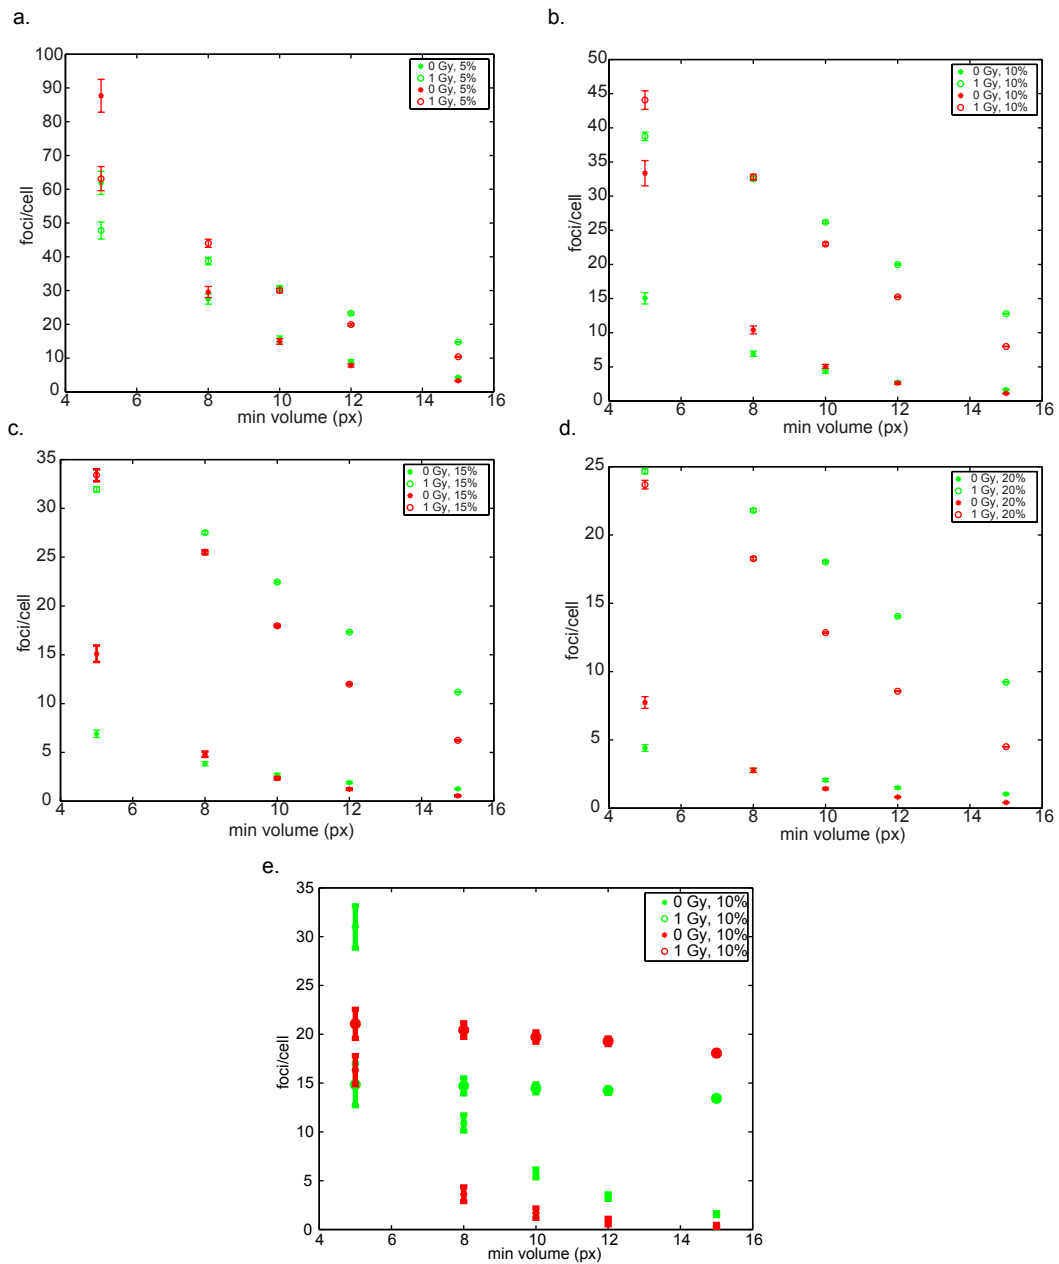 a.
100
90
80
70
60
50
40
30
20
10
0
foci/cell
4
6
8
10
12
14
16
min volume (px)
0 Gy, 5%
1 Gy, 5%
0 Gy, 5%
1 Gy, 5%
b.
50
45
40
35
30
25
20
15
10
5
0
foci/cell
4
6
8
10
12
14
16
min volume (px)
0 Gy, 10%
1 Gy, 10%
0 Gy, 10%
1 Gy, 10%
c.
35
30
25
20
15
10
5
0
foci/cell
4
6
8
10
12
14
16
min volume (px)
0 Gy, 15%
1 Gy, 15%
0 Gy, 15%
1 Gy, 15%
d.
25
20
15
10
5
0
foci/cell
4
6
8
10
12
14
16
min volume (px)
0 Gy, 20%
1 Gy, 20%
0 Gy, 20%
1 Gy, 20%
e.
35
30
25
20
15
10
5
0
foci/cell
4
6
8
10
12
14
16
min volume (px)
0 Gy, 10%
1 Gy, 10%
0 Gy, 10%
1 Gy, 10%